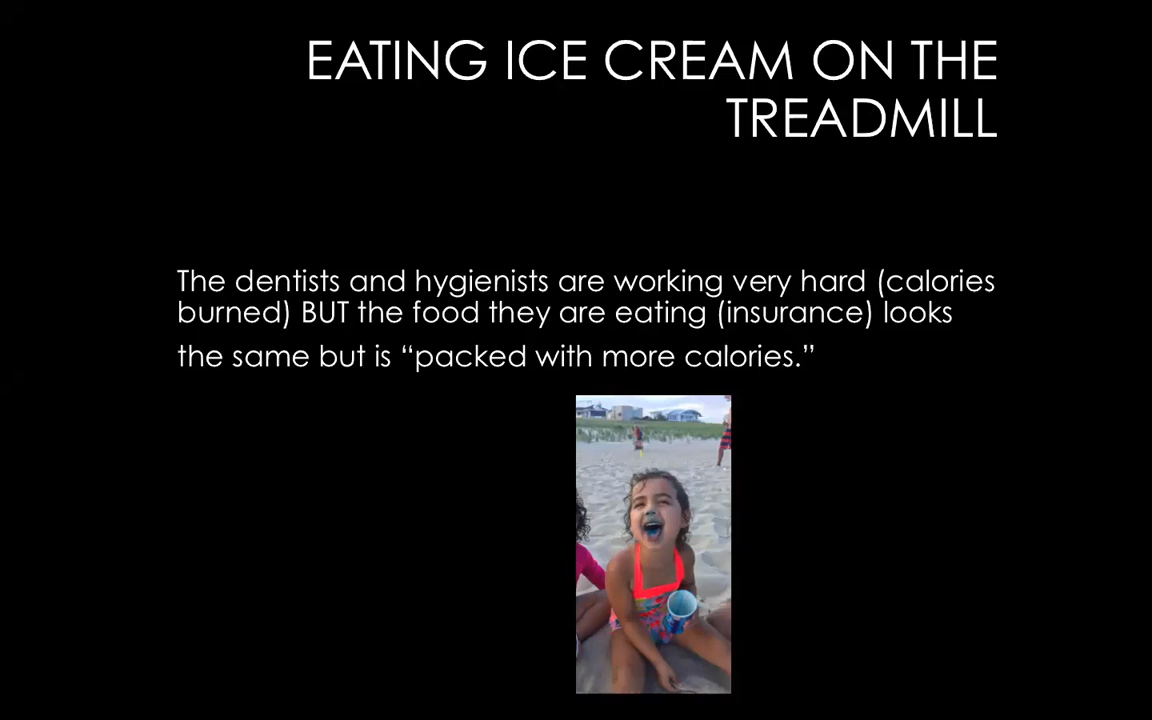 EATING ICE CREAM ON THE
TREADMILL
The dentists and hygienists are working very hard (calories
burned) BUT the food they are eating (insurance) looks
the same but is “packed with more calories.”